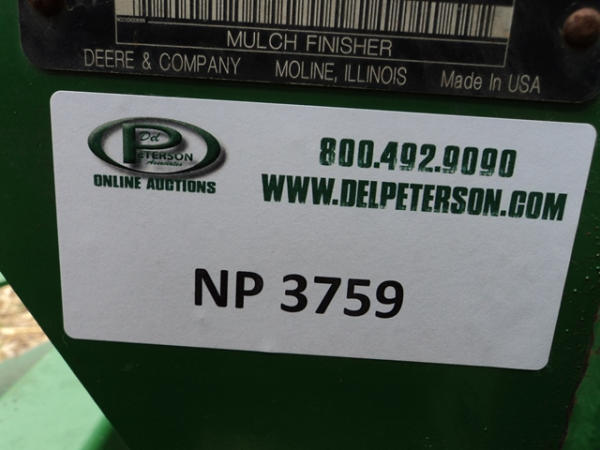 MULCH FINISHER
DEERE & COMPANY MOLINE, ILLINOIS Made In USA
Del
PETERSON
Associates
ONLINE AUCTIONS
800.492.9090
WWW.DELPETERSON.COM
NP 3759